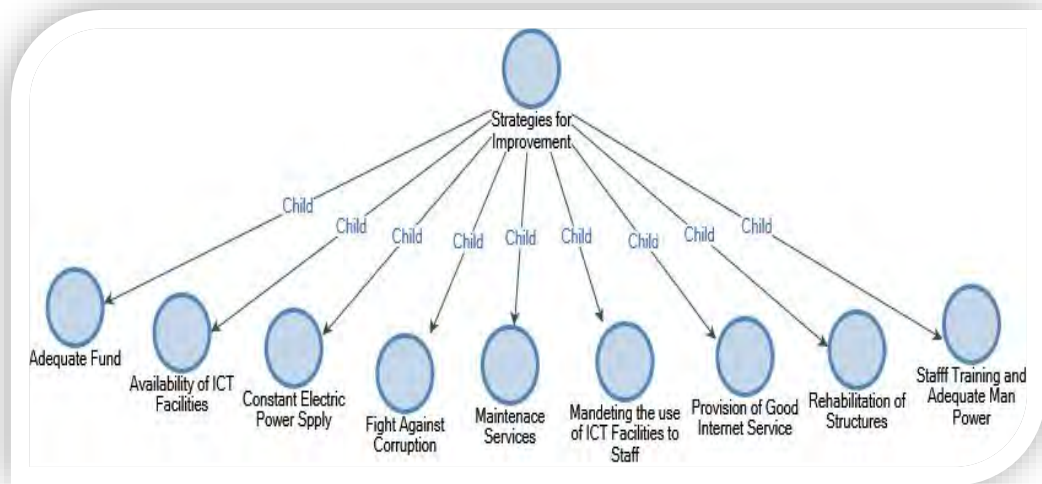 Strategies for
Improvement
Child
Child
Child
Child
Child
Child
Child
Child
Child
Adequate Fund
Availability of ICT
Facilities
Constant Electric
Power Spply
Fight Against
Corruption
Maintenace
Services
Mandeting the use
of ICT Facilities to
Staff
Provision of Good
Internet Service
Rehabilitation of
Structures
Stafff Training and
Adequate Man
Power